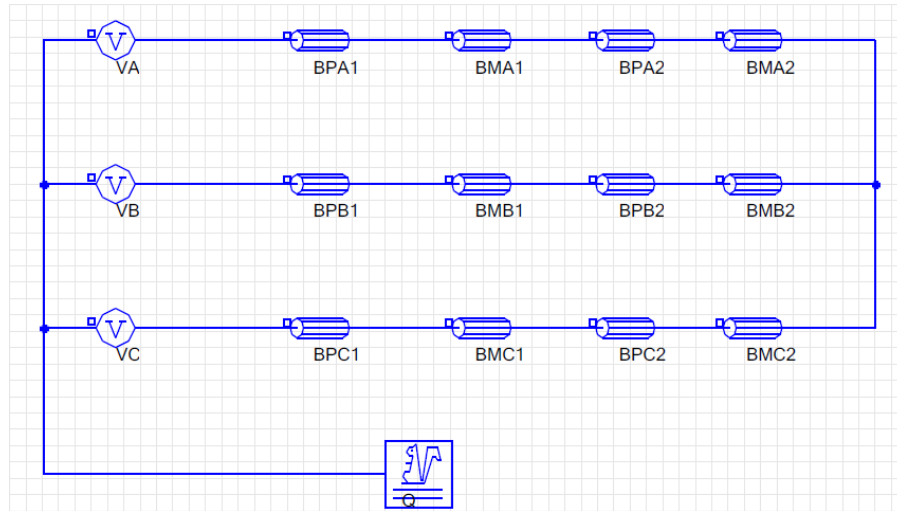 V
VA
BPA1
BMA1
BPA2
BMA2
V
VB
BPB1
BMB1
BPB2
BMB2
V
VC
BPC1
BMC1
BPC2
BMC2
Q